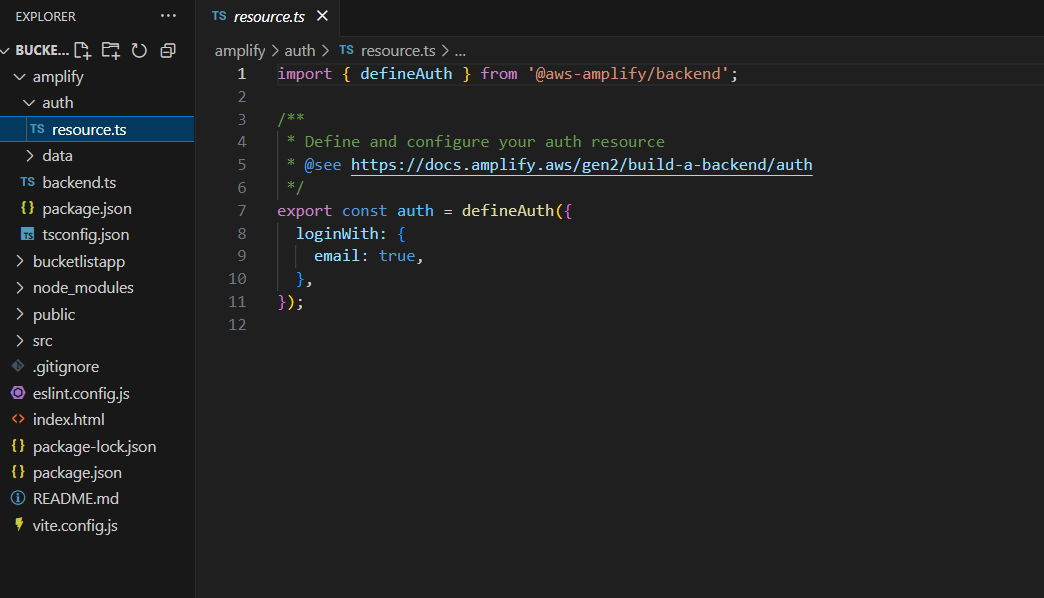 EXPLORER ...
BUCKE...
amplify
auth
TS resource.ts
data
TS backend.ts
{} package.json
TS tsconfig.json
bucketlistapp
node_modules
public
src
.gitignore
eslint.config.js
<> index.html
{} package-lock.json
{} package.json
README.md
vite.config.js
TS resource.ts ×
amplify > auth > TS resource.ts > ...
1 import { defineAuth } from '@aws-amplify/backend';
2
3 /**
4 * Define and configure your auth resource
5 * @see https://docs.amplify.aws/gen2/build-a-backend/auth
6 */
7 export const auth = defineAuth({
8 loginWith: {
9 email: true,
10 },
11 });
12